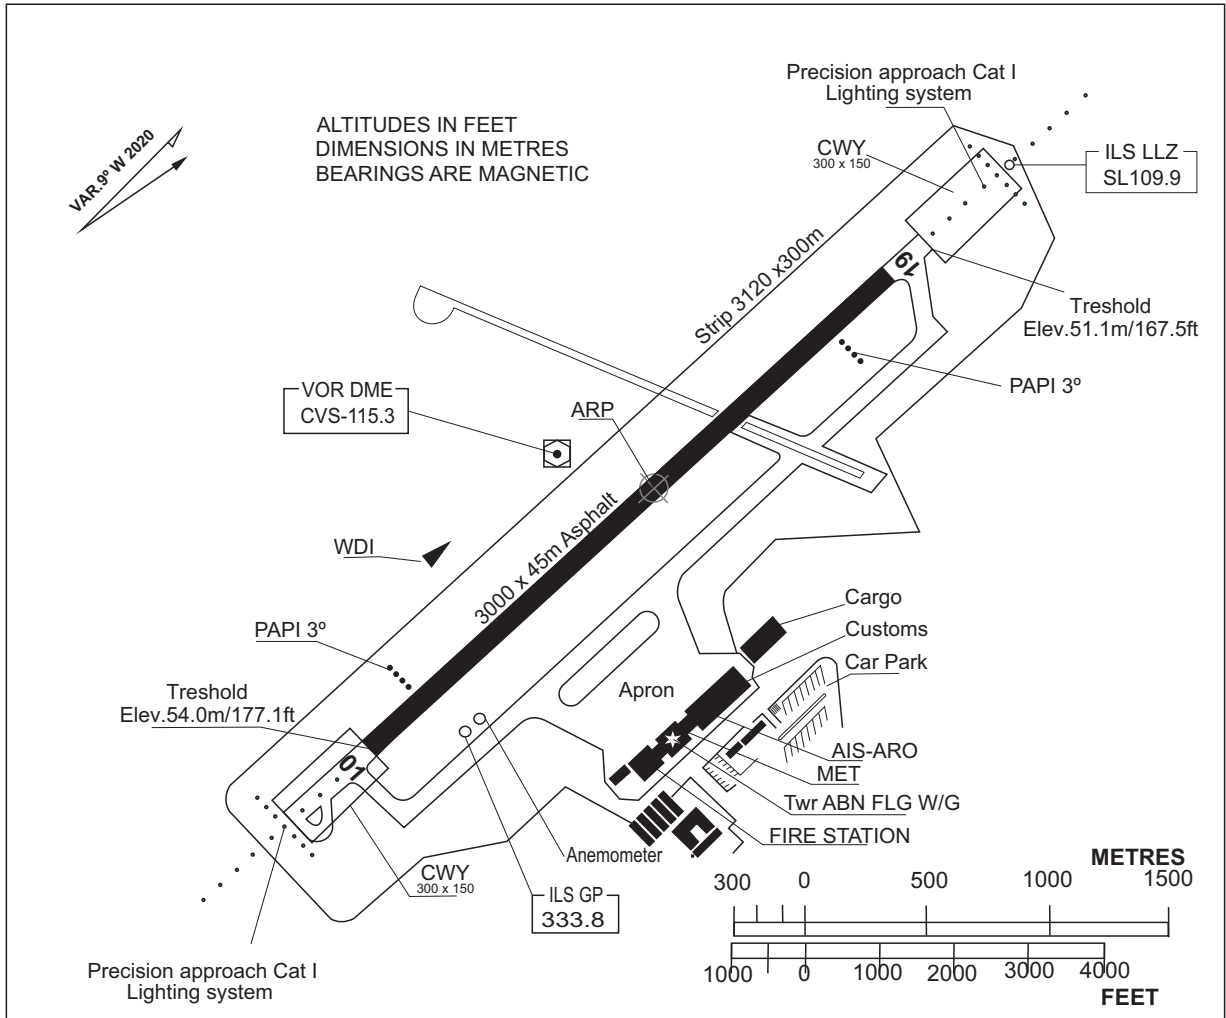 Precision approach Cat I
Lighting system
ALTITUDES IN FEET
DIMENSIONS IN METRES
BEARINGS ARE MAGNETIC
VAR.9º W 2020
CWY
300 x 150
ILS LLZ
SL109.9
Strip 3120 x300m
19
Treshold
Elev.51.1m/167.5ft
PAPI 3º
VOR DME
CVS-115.3
ARP
3000 x 45m Asphalt
WDI
Cargo
Customs
PAPI 3º
Car Park
Apron
Treshold
Elev.54.0m/177.1ft
01
AIS-ARO
MET
Twr ABN FLG W/G
FIRE STATION
Anemometer
CWY
300 x 150
ILS GP
333.8
METRES
300 0 500 1000 1500
1000 0 1000 2000 3000 4000
FEET
Precision approach Cat I
Lighting system